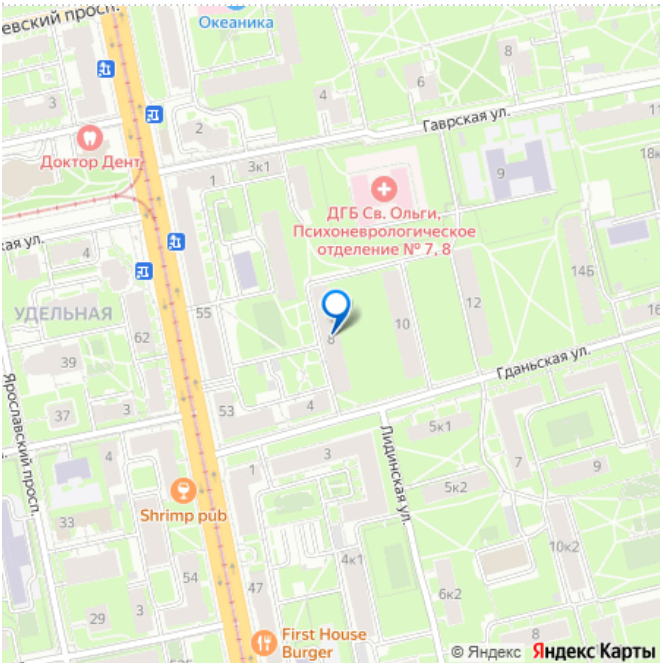 евский просп.
Океаника
8
6
3
4
2
Гаврская ул.
11
Доктор Дент
3к1
1
9
18к
ДГБ Св. Ольги,
Психоневрологическое
отделение № 7, 8
кая ул.
4
14Б
УДЕЛЬНАЯ
62
55
8
10
12
16
39
Гданьская ул.
Ярославский просп.
37
3
53
4
5к1
Лидинская ул.
4
1
3
7
9
5к2
Shrimp pub
33
10к2
4к1
54
47
6к2
29
3
8
First House
Burger
© Яндекс Яндекс Карты